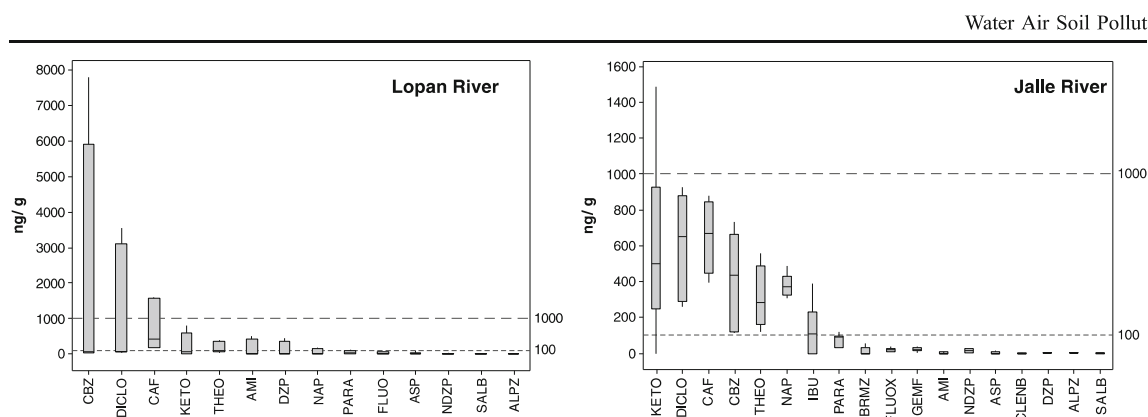 Water Air Soil Pollut
Lopan River
8000
7000
6000
5000
4000
3000
2000
1000
0
ng/ g
1000
100
CBZ
DICLO
CAF
KETO
THEO
AMI
DZP
NAP
PARA
FLUO
ASP
NDZP
SALB
ALPZ
Jalle River
1600
1400
1200
1000
800
600
400
200
0
ng/ g
1000
100
KETO
DICLO
CAF
CBZ
THEO
NAP
IBU
PARA
BRMZ
FLUOX
GEMF
AMI
NDZP
ASP
CLENB
DZP
ALPZ
SALB